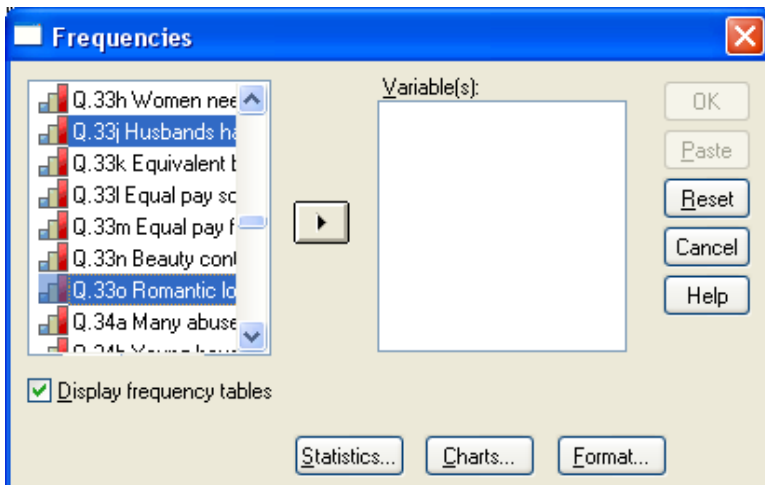 Frequencies
Variable(s):
Q.33h Women nee
Q.33j Husbands ha
Q.33k Equivalent b
Q.33l Equal pay sc
Q.33m Equal pay f
Q.33n Beauty cont
Q.33o Romantic lo
Q.34a Many abuse
OK
Paste
Reset
Cancel
Help
Display frequency tables
Statistics...
Charts...
Format...